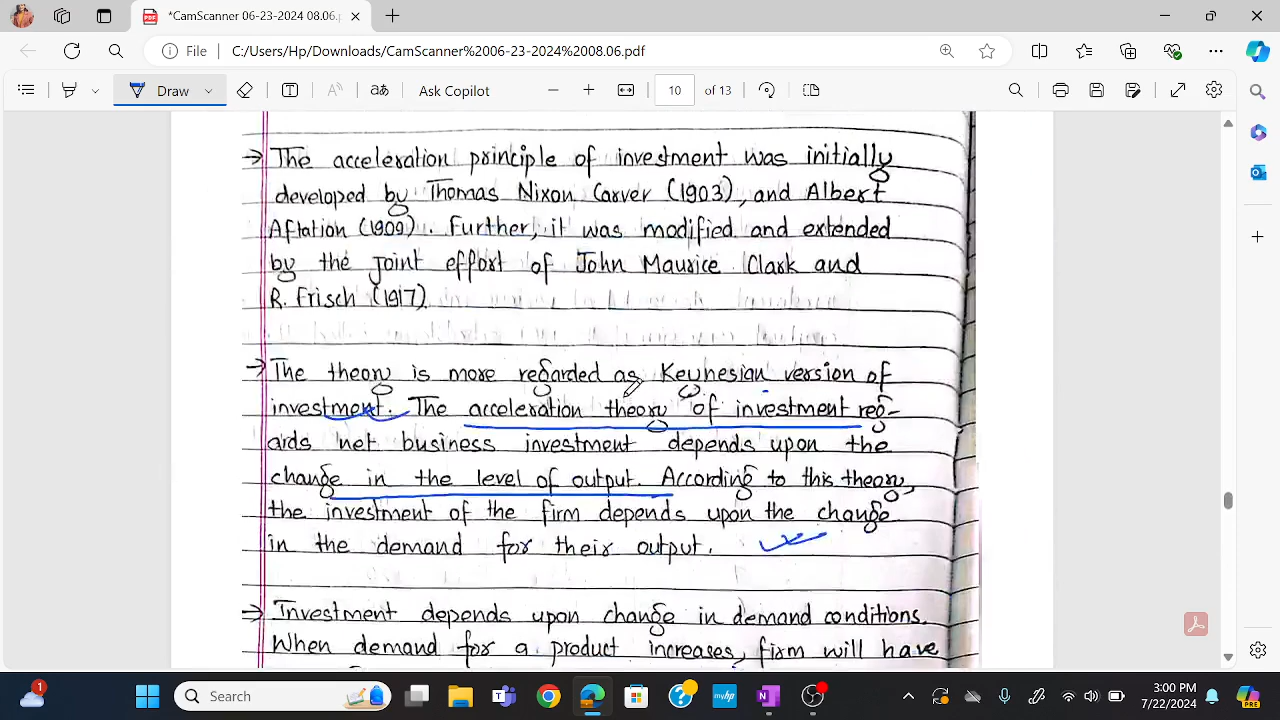 *CamScanner 06-23-2024 08.06.p
File C:/Users/Hp/Downloads/CamScanner%2006-23-2024%2008.06.pdf
Draw Ask Copilot 10 of 13
→ The acceleration principle of investment was initially
developed by Thomas Nixon Carver (1903), and Albert
Aftation (1909). Further, it was modified and extended
by the joint effort of John Maurice Clark and
R. Frisch (1917).
→ The theory is more regarded as Keynesian version of
investment. The acceleration theory of investment reg-
ards net business investment depends upon the
change in the level of output. According to this theory,
the investment of the firm depends upon the change
in the demand for their output.
→ Investment depends upon change in demand conditions.
When demand for a product increases, firm will have
Search
3:00 PM
7/22/2024